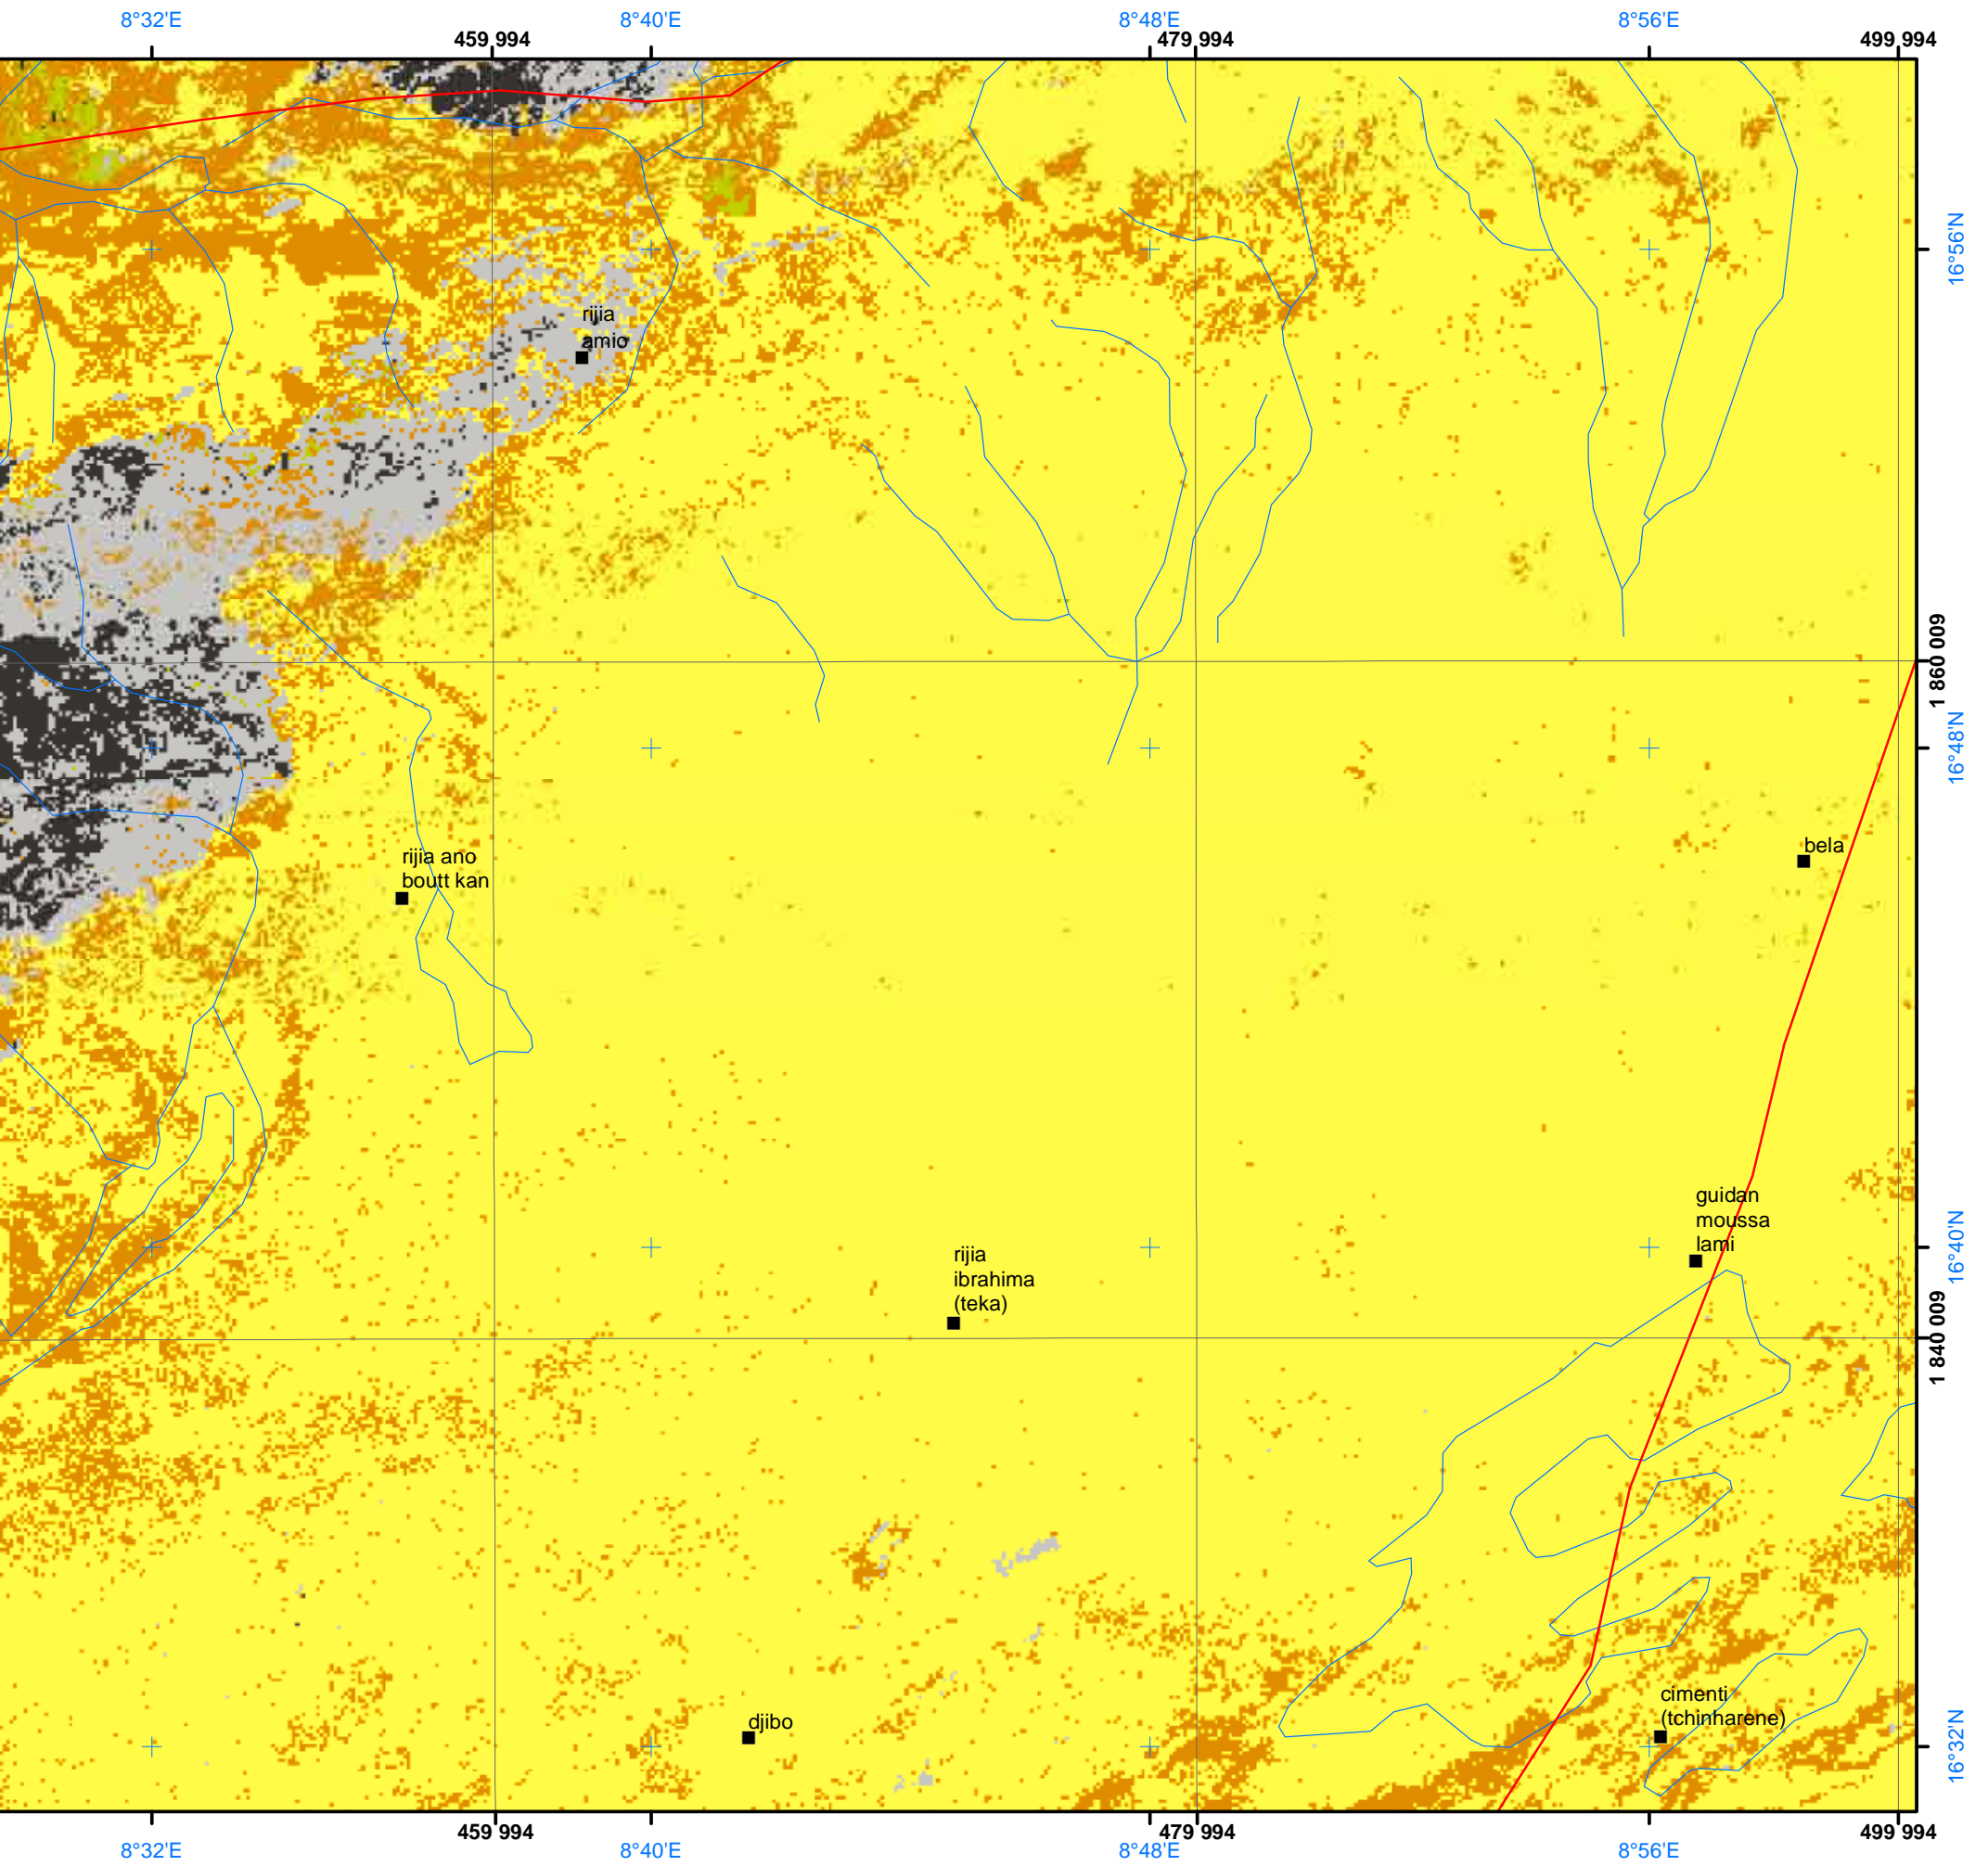 8°32'E
8°40'E
8°48'E
8°56'E
459 994
479 994
499 994
16°56'N
rijia
amio
1 860 009
16°48'N
bela
rijia ano
boutt kan
guidan
moussa
lami
16°40'N
rijia
ibrahima
(teka)
1 840 009
cimenti
(tchinharene)
djibo
16°32'N
459 994
479 994
499 994
8°32'E
8°40'E
8°48'E
8°56'E